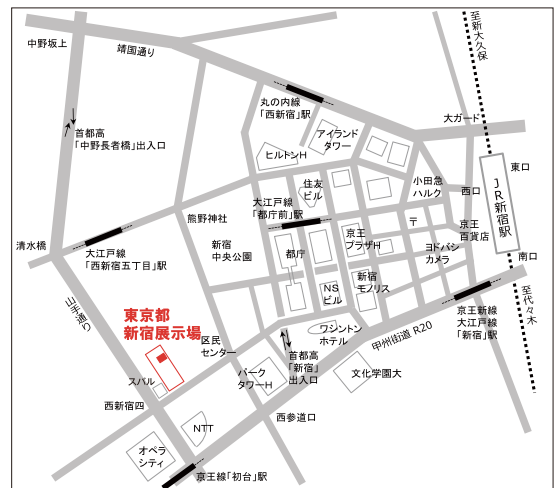 中野坂上
靖国通り
至新大久保
首都高
「中野長者橋」出入口
丸の内線
「西新宿」駅
大ガード
アイランド
タワー
ヒルトンH
東口
JR新宿駅
小田急
ハルク
西口
住友
ビル
大江戸線
「都庁前」駅
熊野神社
〒
京王
百貨店
京王
プラザH
ヨドバシ
カメラ
南口
清水橋
大江戸線
「西新宿五丁目」駅
新宿
中央公園
都庁
新宿
モノリス
NS
ビル
至代々木
山手通り
東京都
新宿展示場
京王新線
大江戸線
「新宿」駅
区民
センター
ワシントン
ホテル
甲州街道 R20
首都高
「新宿」
出入口
スバル
パーク
タワーH
文化学園大
西新宿四
西参道口
NTT
オペラ
シティ
京王線「初台」駅